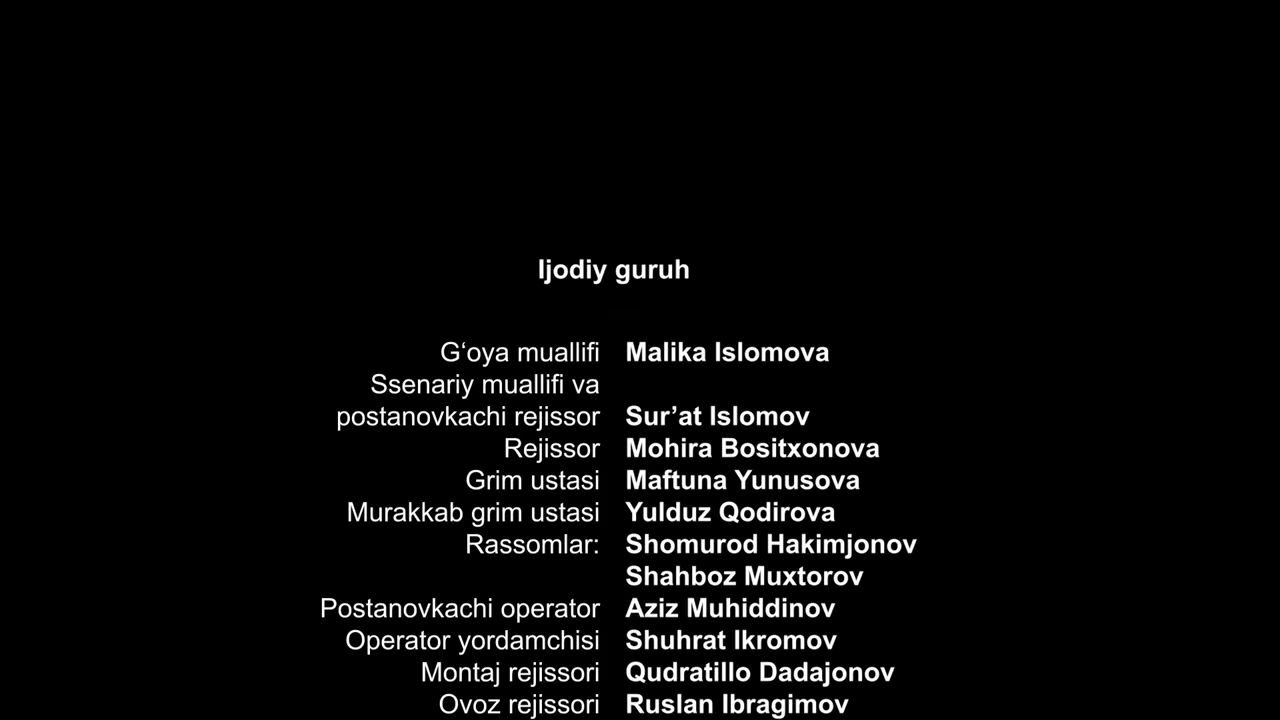 Ijodiy guruh
G‘oya muallifi Malika Islomova
Ssenariy muallifi va
postanovkachi rejissor Sur’at Islomov
Rejissor Mohira Bositxonova
Grim ustasi Maftuna Yunusova
Murakkab grim ustasi Yulduz Qodirova
Rassomlar: Shomurod Hakimjonov
Shahboz Muxtorov
Postanovkachi operator Aziz Muhiddinov
Operator yordamchisi Shuhrat Ikromov
Montaj rejissori Qudratillo Dadajonov
Ovoz rejissori Ruslan Ibragimov